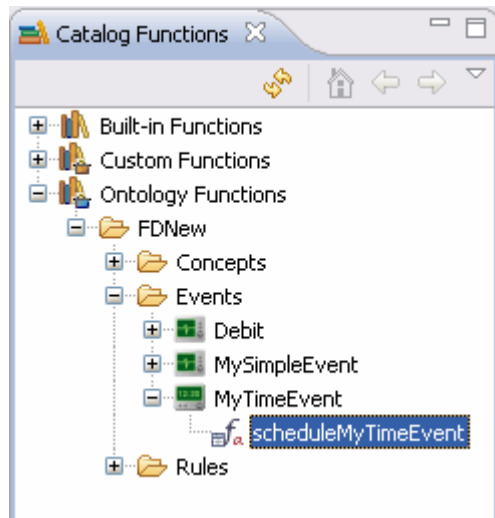 Catalog Functions
Built-in Functions
Custom Functions
Ontology Functions
FDNew
Concepts
Events
Debit
MySimpleEvent
MyTimeEvent
scheduleMyTimeEvent
Rules